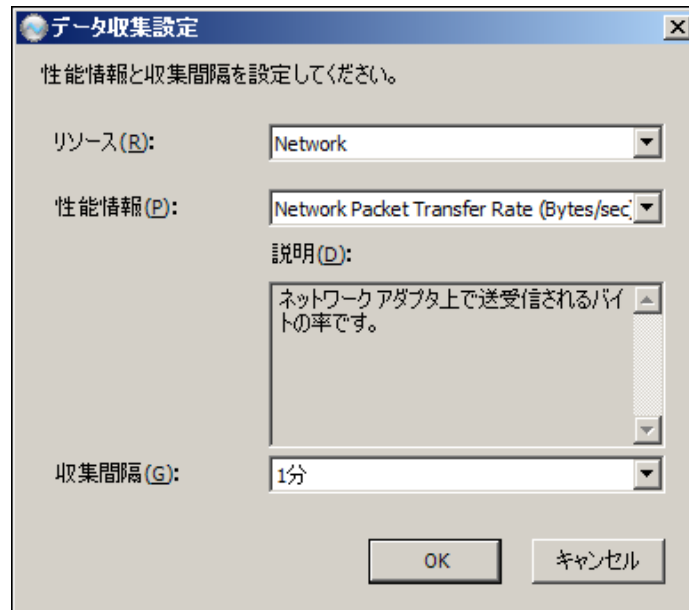 データ収集設定
性能情報と収集間隔を設定してください。
リソース(R): Network
性能情報(P): Network Packet Transfer Rate (Bytes/sec)
説明(D):
ネットワーク アダプタ上で送受信されるバイ
トの率です。
収集間隔(G): 1分
OK キャンセル